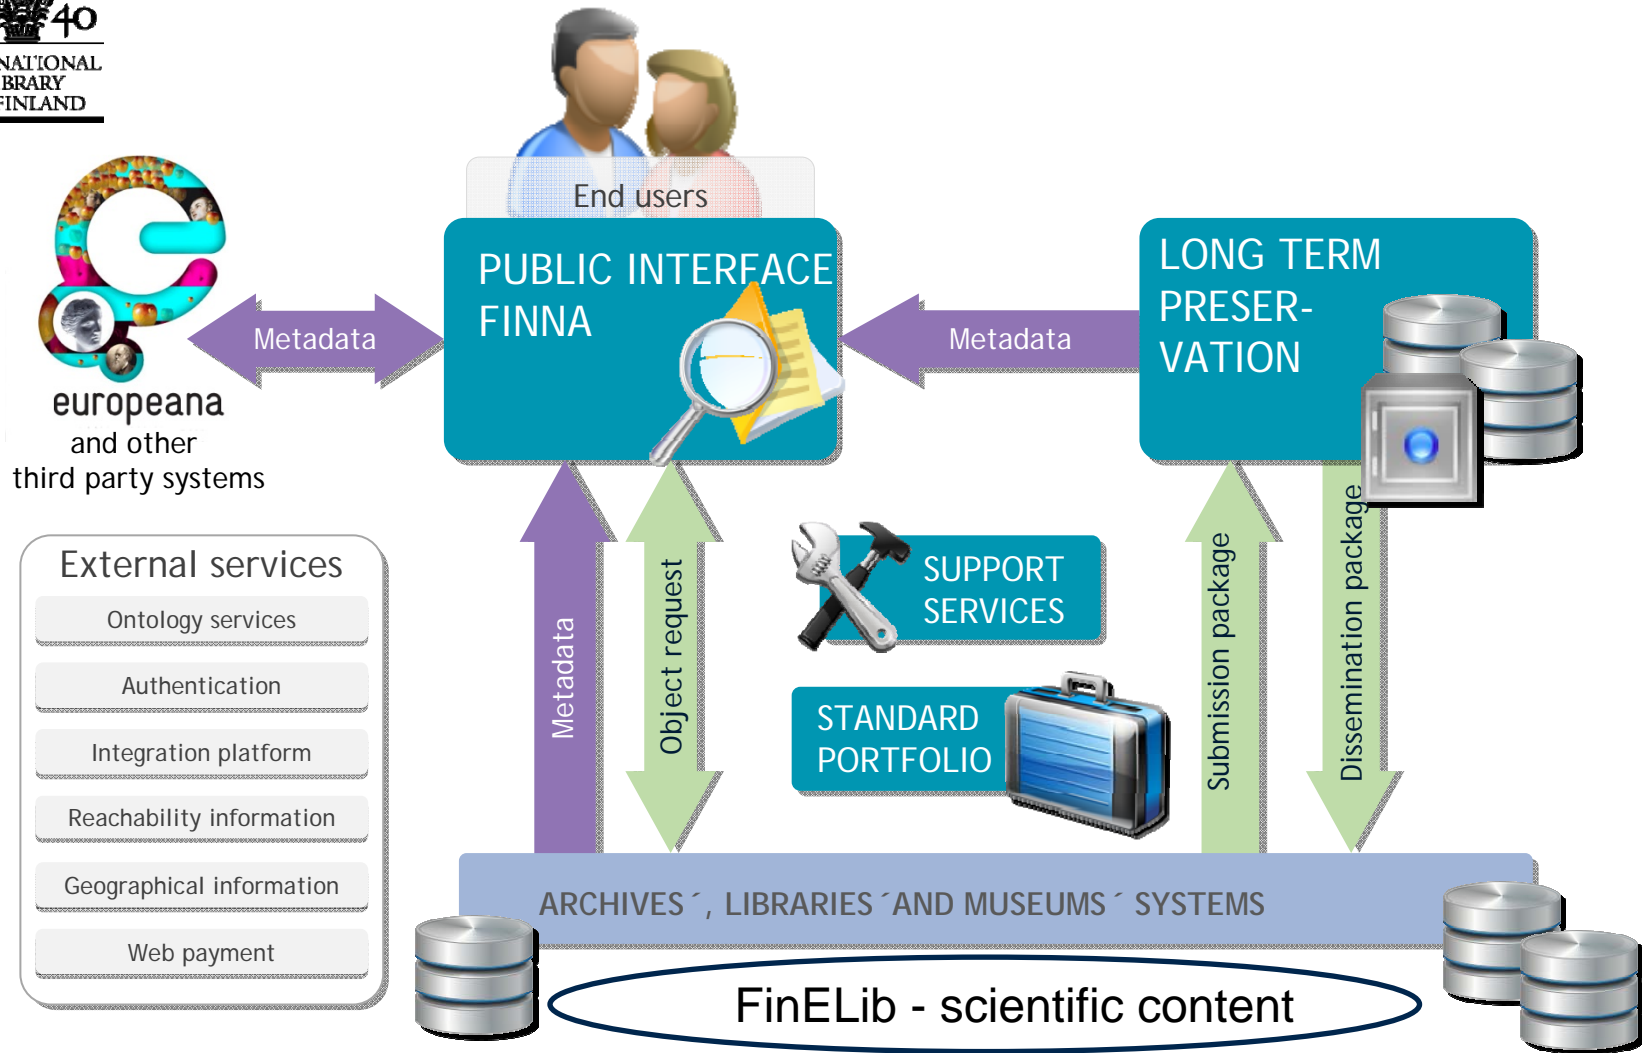 40
NATIONAL
BRARY
FINLAND
End users
PUBLIC INTERFACE
FINNA
LONG TERM
PRESER-
VATION
Metadata
Metadata
europeana
and other
third party systems
External services
Ontology services
Authentication
Integration platform
Reachability information
Geographical information
Web payment
Metadata
Object request
SUPPORT
SERVICES
STANDARD
PORTFOLIO
Submission package
Dissemination package
ARCHIVES´, LIBRARIES´AND MUSEUMS´ SYSTEMS
FinELib - scientific content